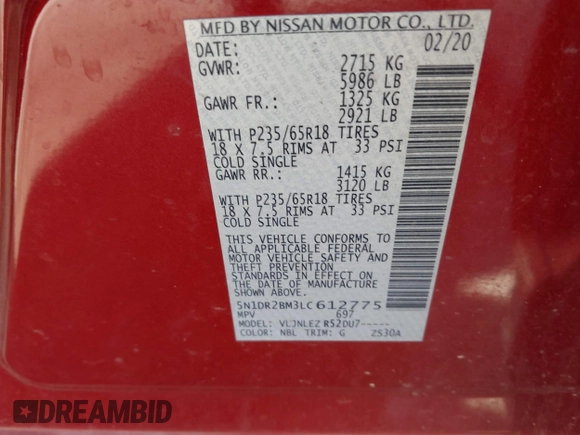 MFD BY NISSAN MOTOR CO., LTD.
DATE: 02/20
GVWR: 2715 KG
5986 LB
GAWR FR.: 1325 KG
2921 LB
WITH P235/65R18 TIRES
18 X 7.5 RIMS AT 33 PSI
COLD SINGLE
GAWR RR.: 1415 KG
3120 LB
WITH P235/65R18 TIRES
18 X 7.5 RIMS AT 33 PSI
COLD SINGLE
THIS VEHICLE CONFORMS TO
ALL APPLICABLE FEDERAL
MOTOR VEHICLE SAFETY AND
THEFT PREVENTION
STANDARDS IN EFFECT ON
THE DATE OF MANUFACTURE
SHOWN ABOVE.
5N1DR2BM3LC612775
MPV 697
MODEL: VLJNLEZ R52DU7-----
COLOR: NBL TRIM: G ZS30A
DREAMBID